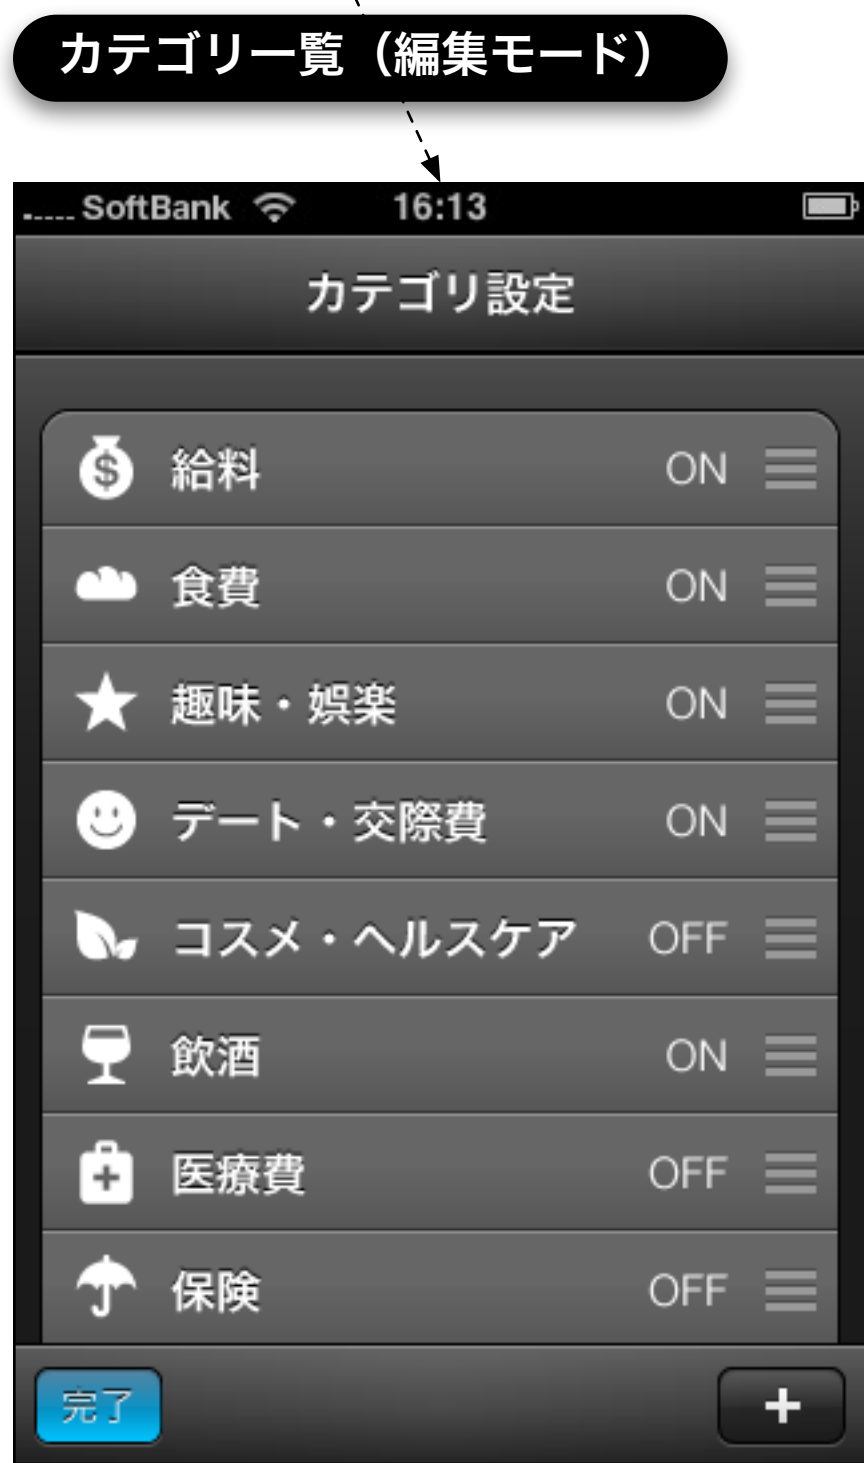 カテゴリ一覧（編集モード）
SoftBank 16:13
カテゴリ設定
給料 ON
食費 ON
趣味・娯楽 ON
デート・交際費 ON
コスメ・ヘルスケア OFF
飲酒 ON
医療費 OFF
保険 OFF
完了 +